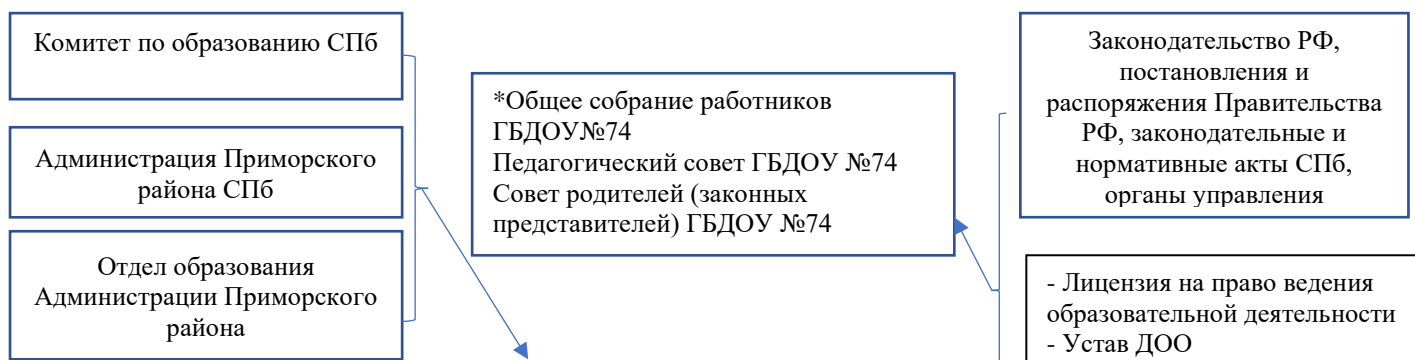 Комитет по образованию СПб
Администрация Приморского
района СПб
Отдел образования
Администрации Приморского
района
*Общее собрание работников
ГБДОУ№74
Педагогический совет ГБДОУ №74
Совет родителей (законных
представителей) ГБДОУ №74
Законодательство РФ,
постановления и
распоряжения Правительства
РФ, законодательные и
нормативные акты СПб,
органы управления
- Лицензия на право ведения
образовательной деятельности
- Устав ДОО